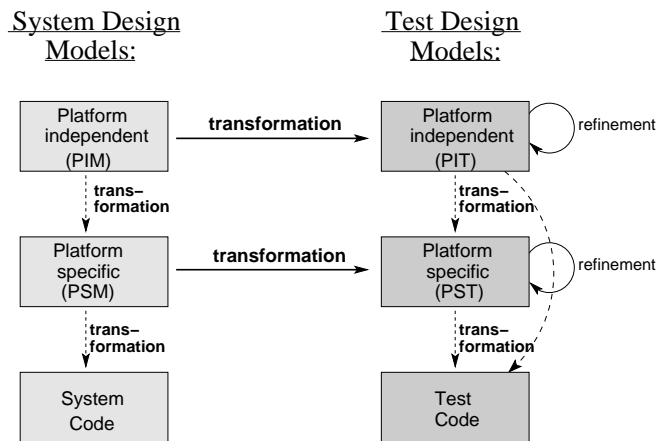 System Design
Models:
Test Design
Models:
Platform
independent
(PIM)
transformation
Platform
independent
(PIT)
refinement
trans-
formation
trans-
formation
Platform
specific
(PSM)
transformation
Platform
specific
(PST)
refinement
trans-
formation
trans-
formation
System
Code
Test
Code